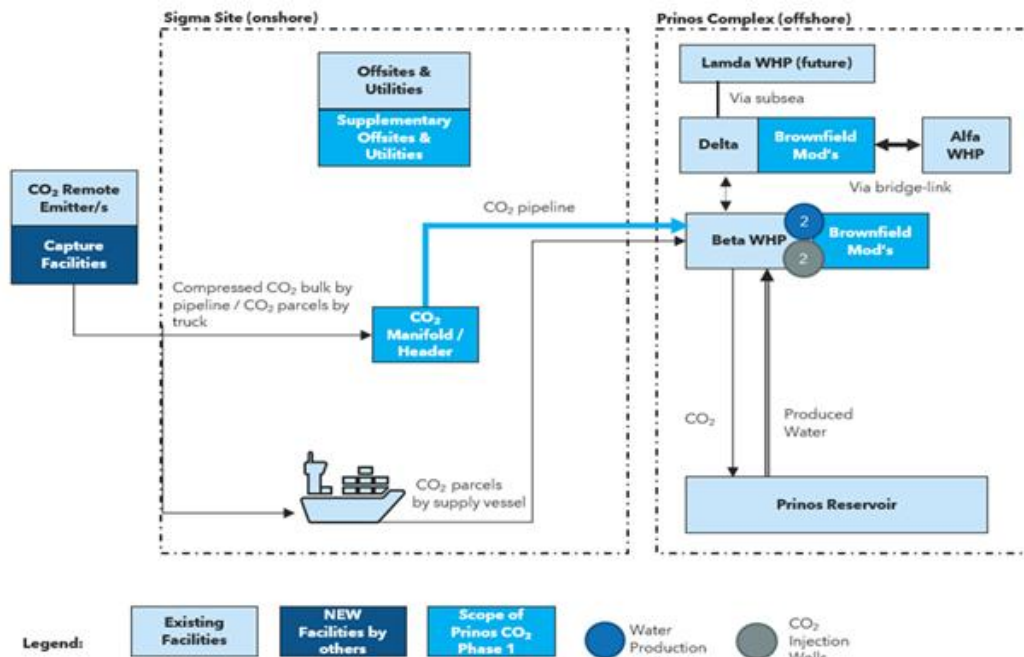 Sigma Site (onshore)
Prinos Complex (offshore)
Offsites &
Utilities
Supplementary
Offsites &
Utilities
Lamda WHP (future)
Via subsea
Delta
Brownfield
Mod's
Alfa
WHP
Via bridge-link
CO₂ Remote
Emitter/s
Capture
Facilities
CO₂ pipeline
Beta WHP
2
2
Brownfield
Mod's
Compressed CO₂ bulk by
pipeline / CO₂ parcels by
truck
CO₂
Manifold /
Header
CO₂
Produced
Water
CO₂ parcels
by supply vessel
Prinos Reservoir
Legend:
Existing
Facilities
NEW
Facilities by
others
Scope of
Prinos CO₂
Phase 1
Water
Production
CO₂
Injection
Wells